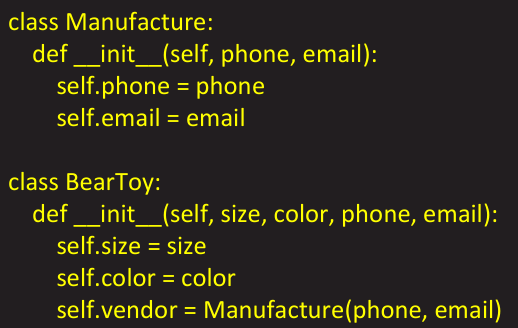 class Manufacture:
    def __init__(self, phone, email):
        self.phone = phone
        self.email = email

class BearToy:
    def __init__(self, size, color, phone, email):
        self.size = size
        self.color = color
        self.vendor = Manufacture(phone, email)